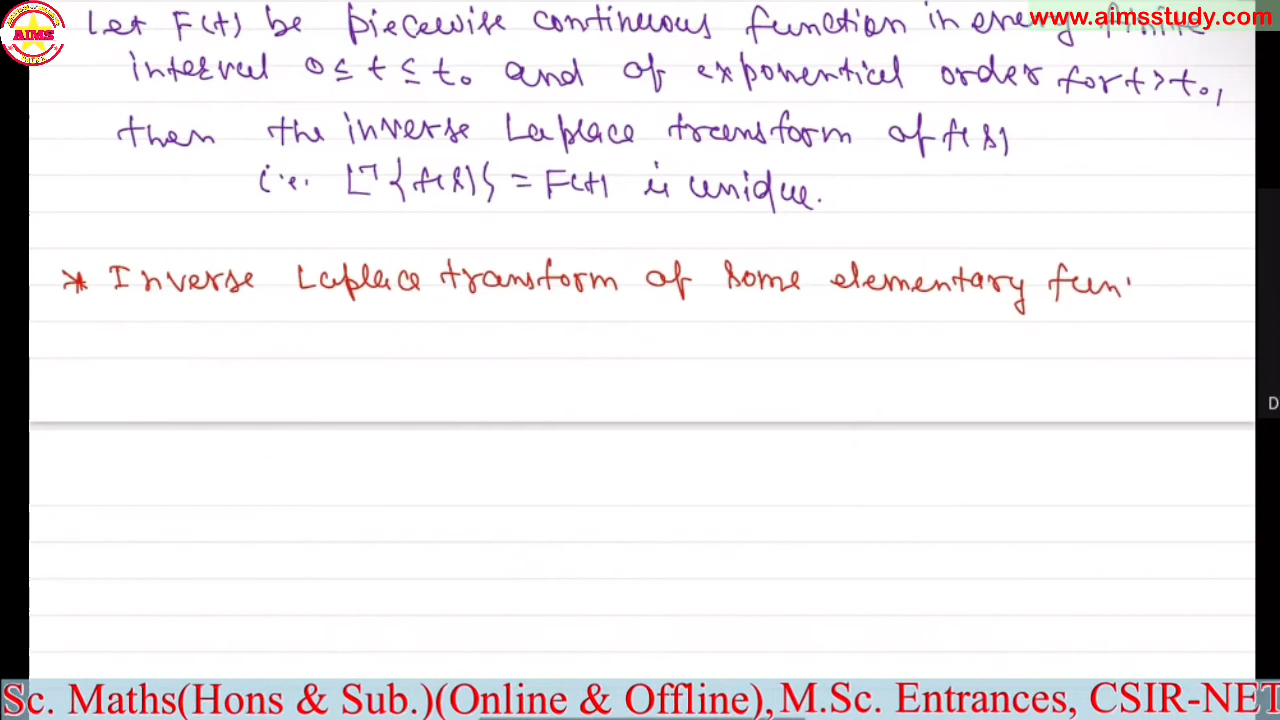 www.aimsstudy.com
AIMS
Let F(t) be piecewise continuous function in every finite
interval 0 ≤ t ≤ t₀ and of exponential order for t > t₀,
then the inverse Laplace transform of f(s)
i.e. L⁻¹{f(s)} = F(t) is unique.
* Inverse Laplace transform of some elementary fun.
D
Sc. Maths(Hons & Sub.)(Online & Offline), M.Sc. Entrances, CSIR-NET